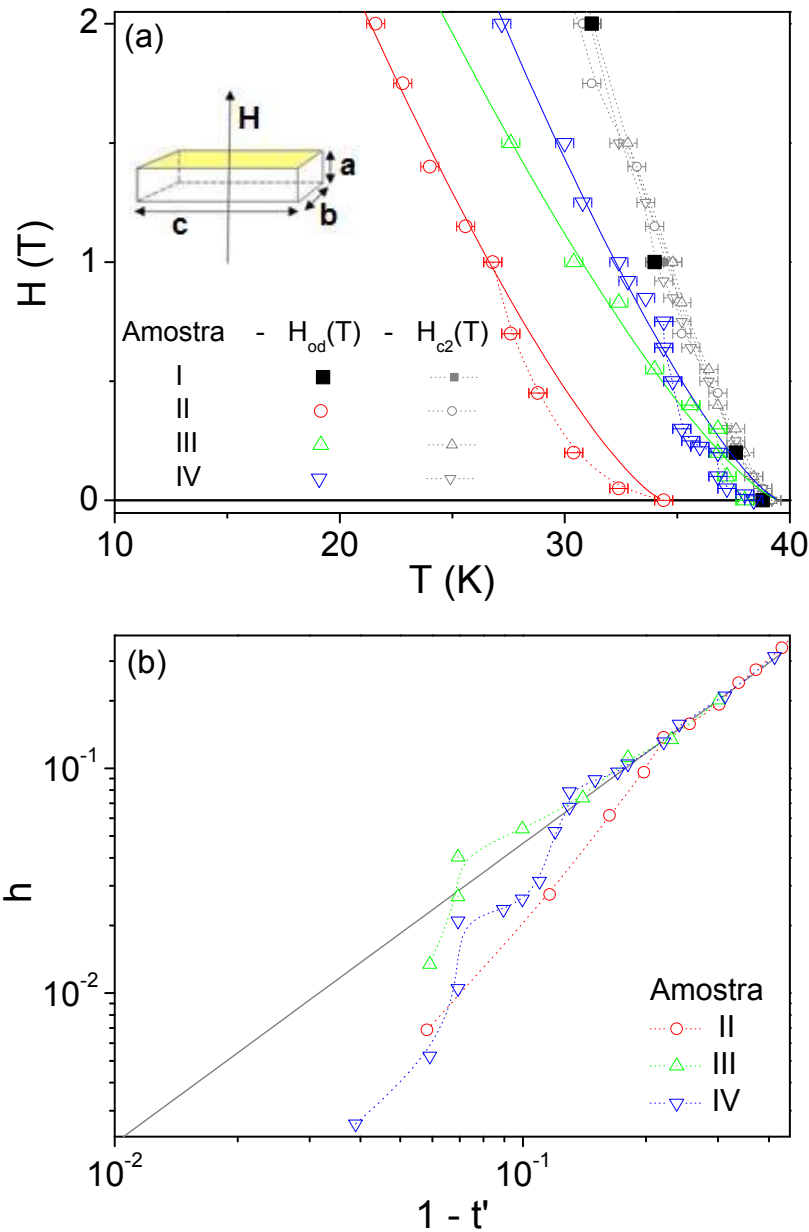 (a)
2
1
0
H (T)
H
a
b
c
Amostra - H_od(T) - H_c2(T)
I
II
III
IV
10 20 30 40
T (K)
(b)
10^-1
10^-2
h
Amostra
II
III
IV
10^-2 10^-1
1 - t'